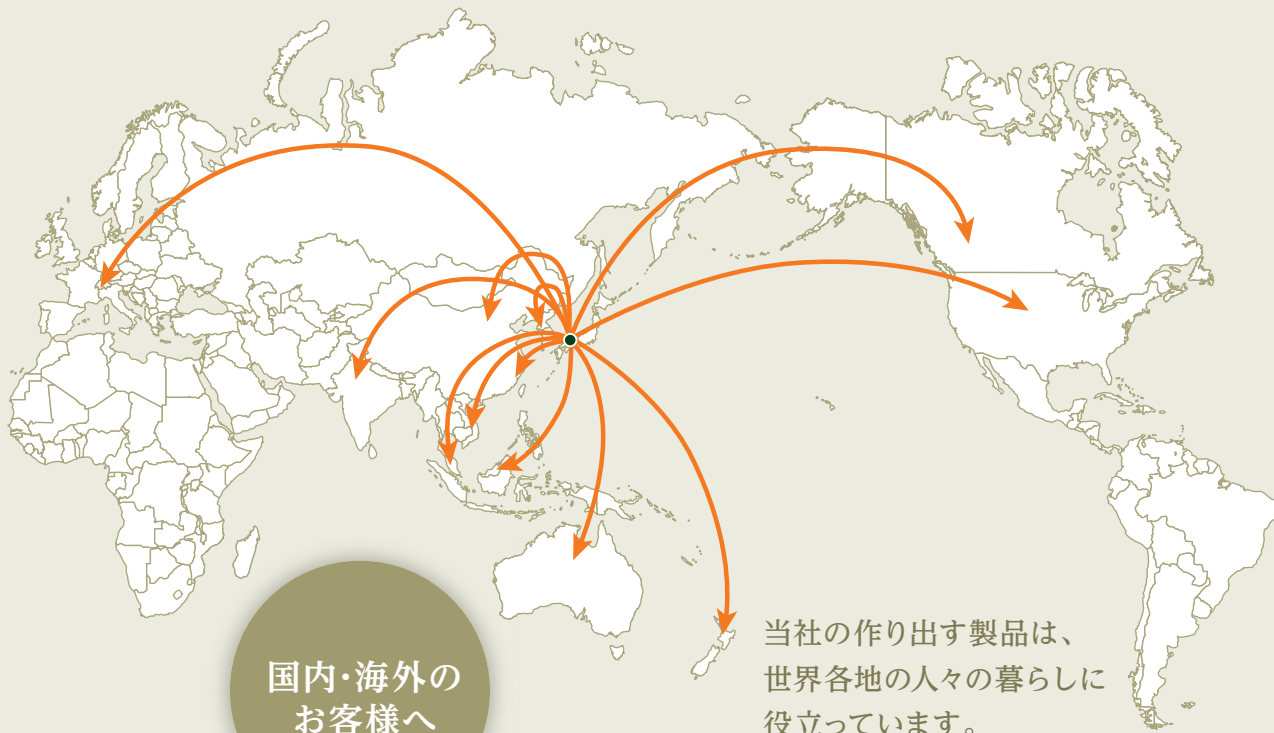 国内・海外の
お客様へ
当社の作り出す製品は、
世界各地の人々の暮らしに
役立っています。